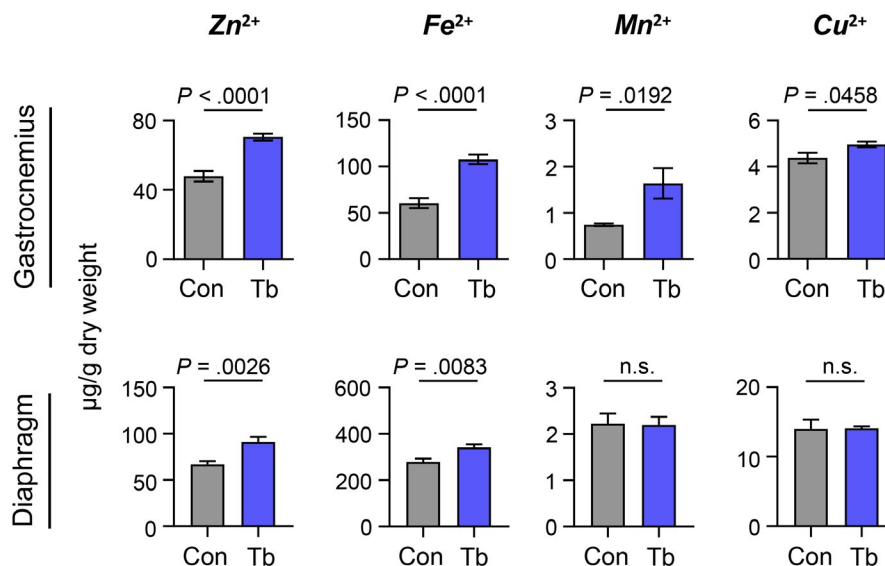 Zn²⁺ Fe²⁺ Mn²⁺ Cu²⁺
Gastrocnemius
Diaphragm
µg/g dry weight
P < .0001
80
40
0
Con Tb
P < .0001
150
100
50
0
Con Tb
P = .0192
3
2
1
0
Con Tb
P = .0458
6
4
2
0
Con Tb
P = .0026
150
100
50
0
Con Tb
P = .0083
600
400
200
0
Con Tb
n.s.
3
2
1
0
Con Tb
n.s.
20
10
0
Con Tb